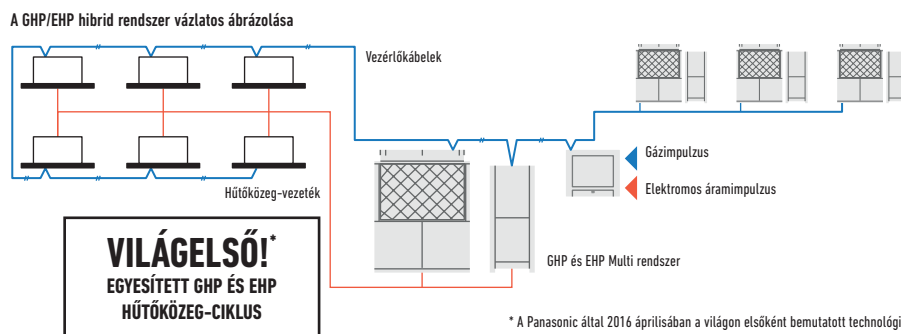 A GHP/EHP hibrid rendszer vázlatos ábrázolása
Vezérlőkábelek
Gázimpulzus
Elektromos áramimpulzus
Hűtőközeg-vezeték
GHP és EHP Multi rendszer
VILÁGELSŐ!*
EGYESÍTETT GHP ÉS EHP
HŰTŐKÖZEG-CIKLUS
* A Panasonic által 2016 áprilisában a világon elsőként bemutatott technológi